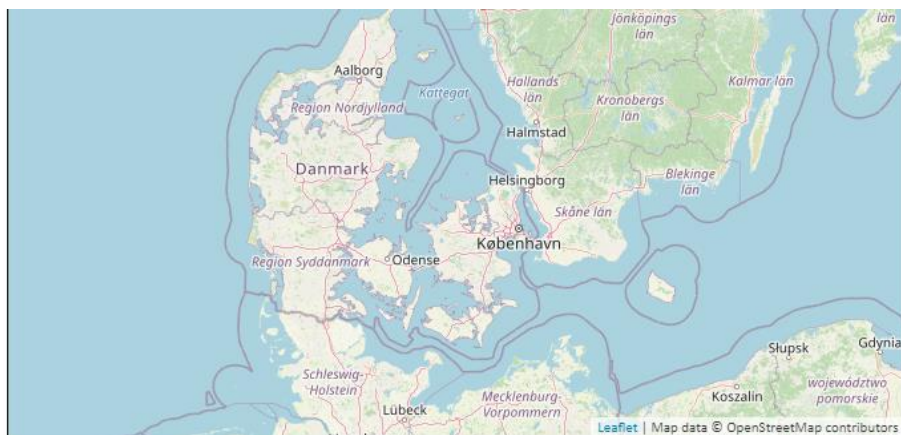 Jönköpings
län
län
Aalborg
Kattegat
Hallands
län
Kalmar län
Region Nordjylland
Kronobergs
län
Halmstad
Danmark
Helsingborg
Blekinge
län
Skåne län
København
Region Syddanmark
Odense
Słupsk
Gdynia
Schleswig-
Holstein
Mecklenburg-
Vorpommern
województwo
pomorskie
Koszalin
Lübeck
Leaflet | Map data © OpenStreetMap contributors